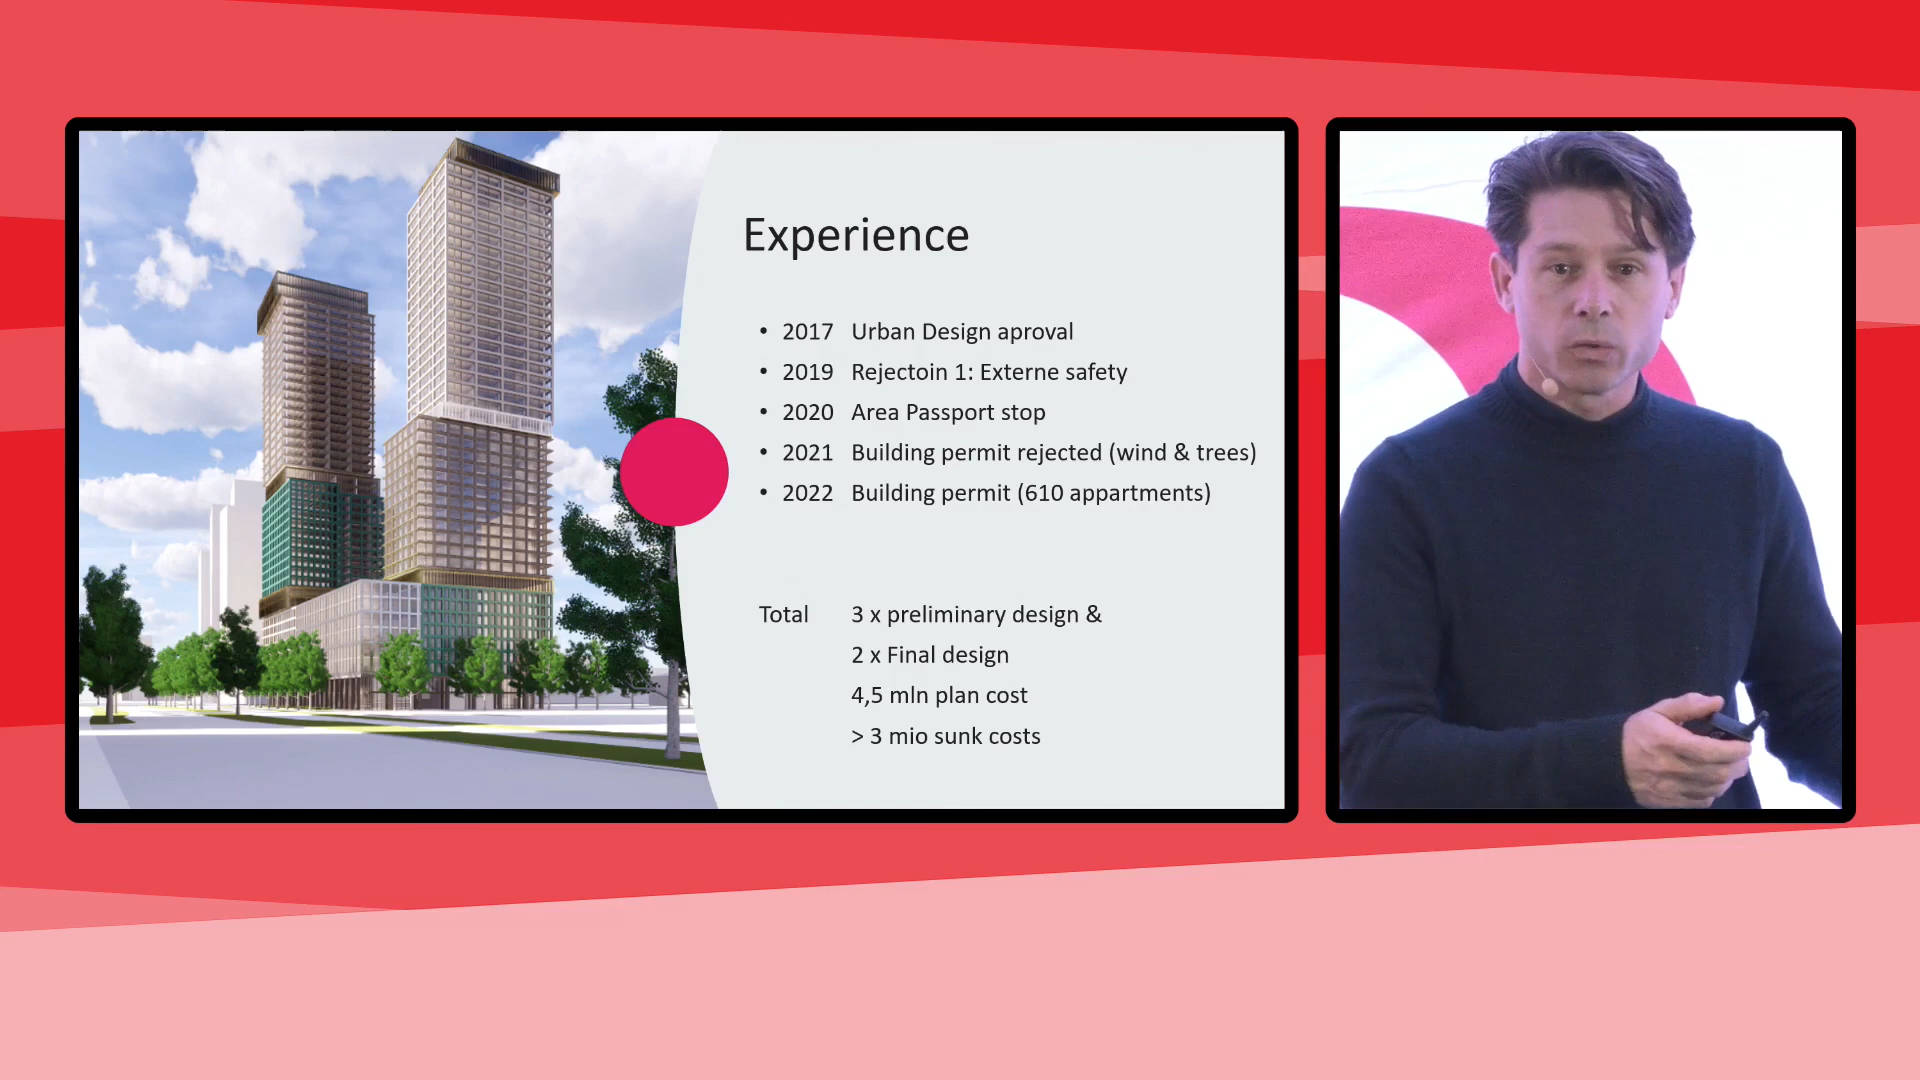 Experience
• 2017 Urban Design aproval
• 2019 Rejectoin 1: Externe safety
• 2020 Area Passport stop
• 2021 Building permit rejected (wind & trees)
• 2022 Building permit (610 appartments)
Total 3 x preliminary design &
2 x Final design
4,5 mln plan cost
> 3 mio sunk costs